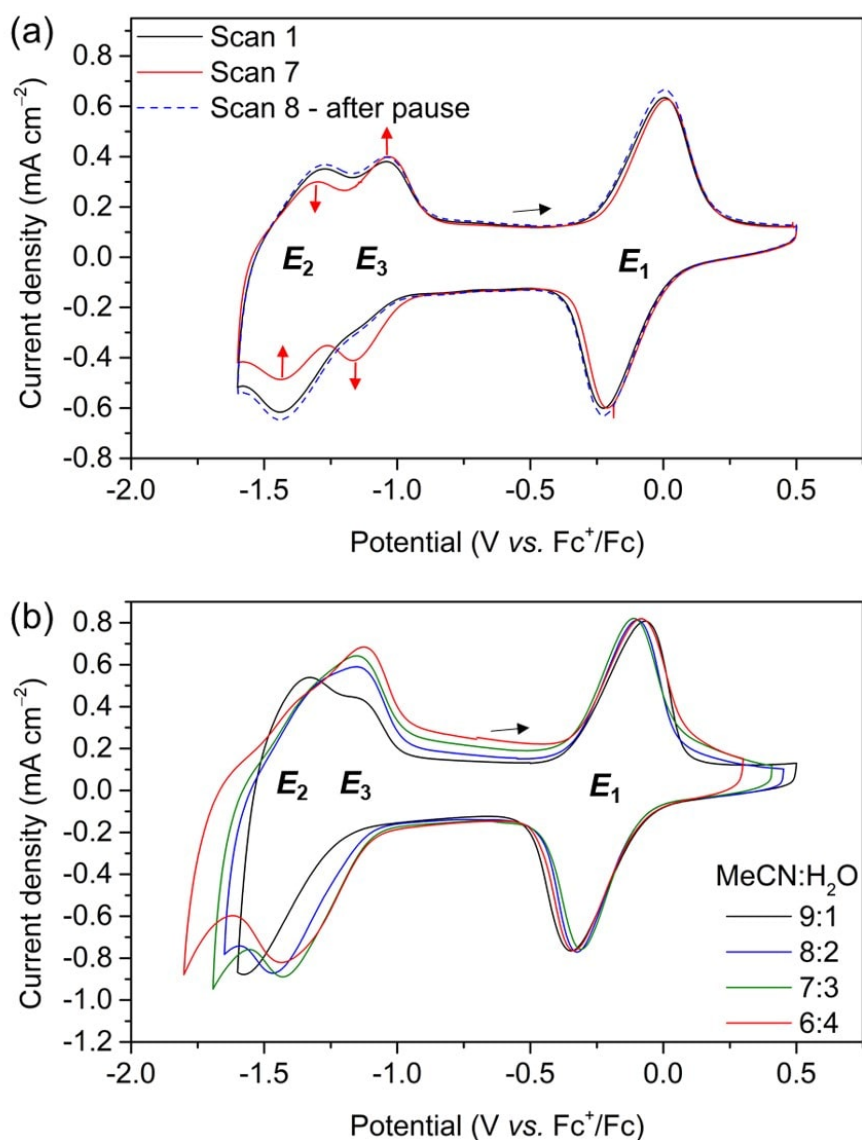 (a)
Scan 1
Scan 7
Scan 8 - after pause
0.8
0.6
0.4
0.2
0.0
-0.2
-0.4
-0.6
-0.8
E₂
E₃
E₁
Current density (mA cm⁻²)
-2.0 -1.5 -1.0 -0.5 0.0 0.5
Potential (V vs. Fc⁺/Fc)
(b)
0.8
0.6
0.4
0.2
0.0
-0.2
-0.4
-0.6
-0.8
-1.0
-1.2
E₂
E₃
E₁
Current density (mA cm⁻²)
MeCN:H₂O
9:1
8:2
7:3
6:4
-2.0 -1.5 -1.0 -0.5 0.0 0.5
Potential (V vs. Fc⁺/Fc)